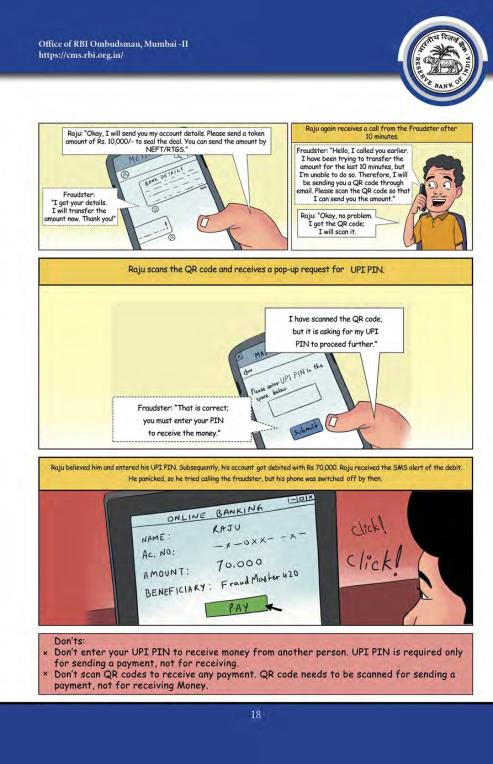 Office of RBI Ombudsman, Mumbai -II
https://cms.rbi.org.in/
भारतीय रिज़र्व बैंक
RESERVE BANK OF INDIA
Raju: "Okay, I will send you my account details. Please send a token
amount of Rs. 10,000/- to seal the deal. You can send the amount by
NEFT/RTGS."
BANK DETAILS
Fraudster:
"I got your details.
I will transfer the
amount now. Thank you!"
Raju again receives a call from the Fraudster after
10 minutes.
Fraudster: "Hello, I called you earlier.
I have been trying to transfer the
amount for the last 10 minutes, but
I'm unable to do so. Therefore, I will
be sending you a QR code through
email. Please scan the QR code so that
I can send you the amount."
Raju: "Okay, no problem.
I got the QR code;
I will scan it.
Raju scans the QR code and receives a pop-up request for UPI PIN.
I have scanned the QR code,
but it is asking for my UPI
PIN to proceed further."
Please enter UPI PIN in the
space below
Submit
Fraudster: "That is correct;
you must enter your PIN
to receive the money."
Raju believed him and entered his UPI PIN. Subsequently, his account got debited with Rs 70,000. Raju received the SMS alert of the debit.
He panicked, so he tried calling the fraudster, but his phone was switched off by then.
ONLINE BANKING
NAME: RAJU
AC. NO: -x-oxx- -x-
AMOUNT: 70,000
BENEFICIARY: FraudMaster420
PAY
Click!
Click!
Don'ts:
× Don't enter your UPI PIN to receive money from another person. UPI PIN is required only
for sending a payment, not for receiving.
× Don't scan QR codes to receive any payment. QR code needs to be scanned for sending a
payment, not for receiving Money.
18